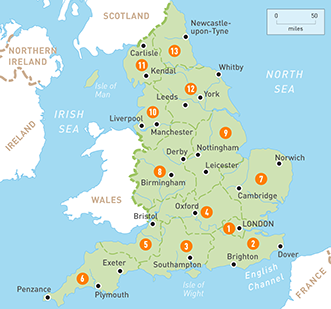 SCOTLAND
0 50
miles
Newcastle-
upon-Tyne
Carlisle
13
NORTHERN
IRELAND
11
Kendal
Whitby
NORTH
SEA
Isle of
Man
12
Leeds
York
IRISH
SEA
10
Liverpool
Manchester
9
IRELAND
Derby
Nottingham
Norwich
8
Leicester
7
Birmingham
WALES
Cambridge
Oxford
4
Bristol
1
LONDON
5
3
2
Dover
Exeter
Southampton
Brighton
6
Isle of
Wight
English
Channel
Penzance
Plymouth
FRANCE